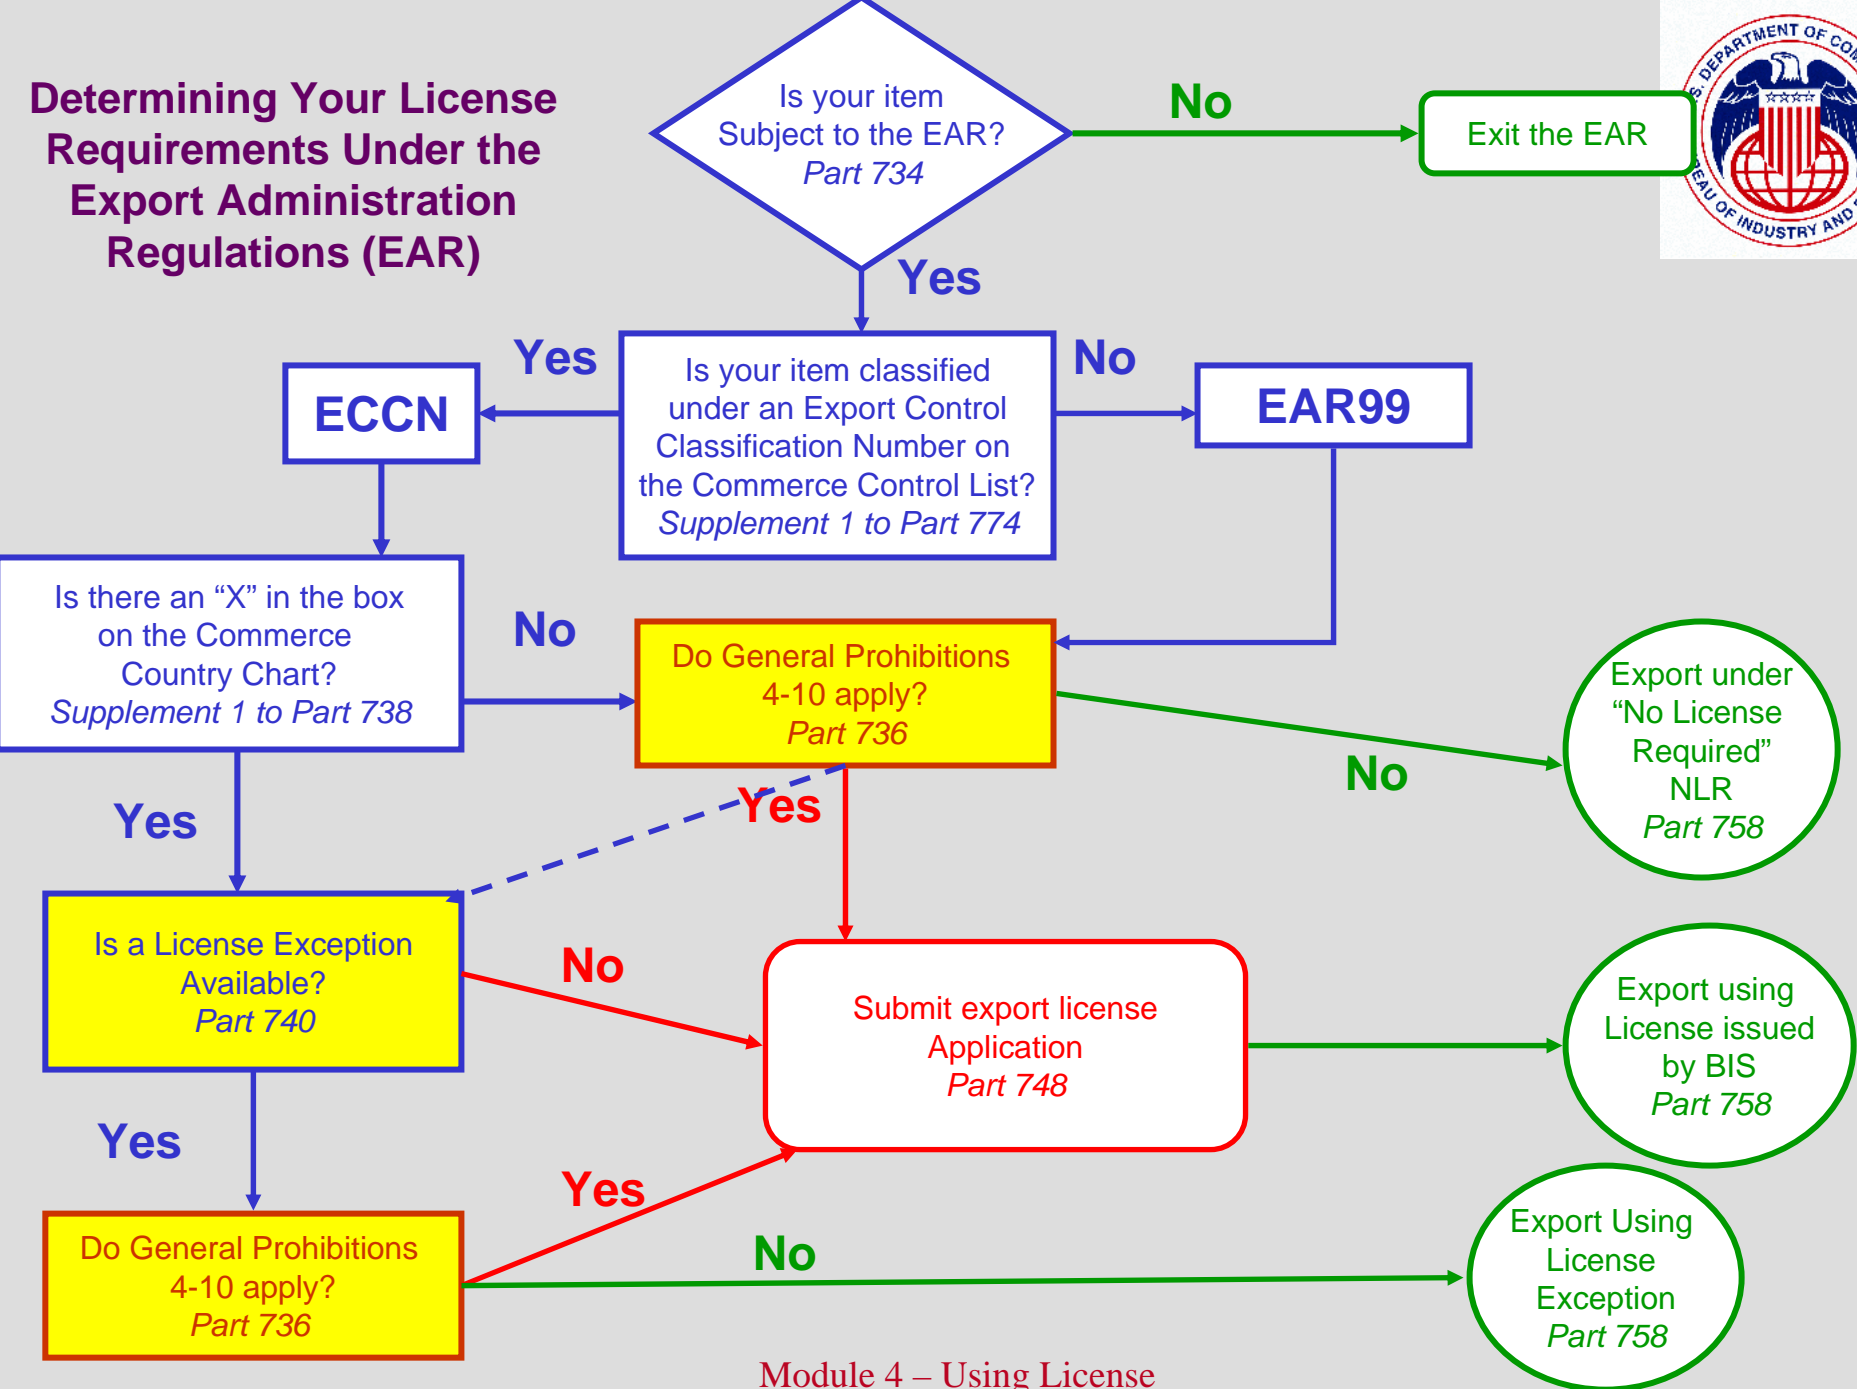 Determining Your License
Requirements Under the
Export Administration
Regulations (EAR)
Is your item
Subject to the EAR?
Part 734
No
Exit the EAR
Yes
Yes
Is your item classified
under an Export Control
Classification Number on
the Commerce Control List?
Supplement 1 to Part 774
No
ECCN
EAR99
Is there an “X” in the box
on the Commerce
Country Chart?
Supplement 1 to Part 738
No
Do General Prohibitions
4-10 apply?
Part 736
No
Export under
“No License
Required”
NLR
Part 758
Yes
Yes
Is a License Exception
Available?
Part 740
No
Submit export license
Application
Part 748
Export using
License issued
by BIS
Part 758
Yes
Yes
Do General Prohibitions
4-10 apply?
Part 736
No
Export Using
License
Exception
Part 758
Module 4 – Using License